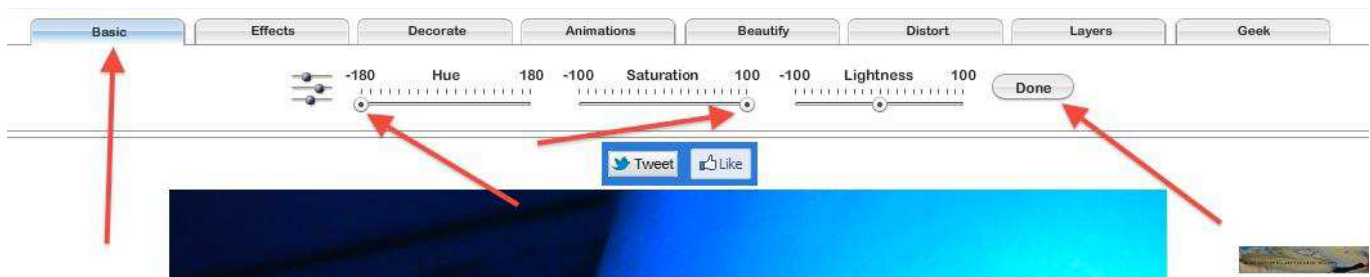 Basic Effects Decorate Animations Beautify Distort Layers Geek
-180 Hue 180 -100 Saturation 100 -100 Lightness 100
Done
Tweet Like